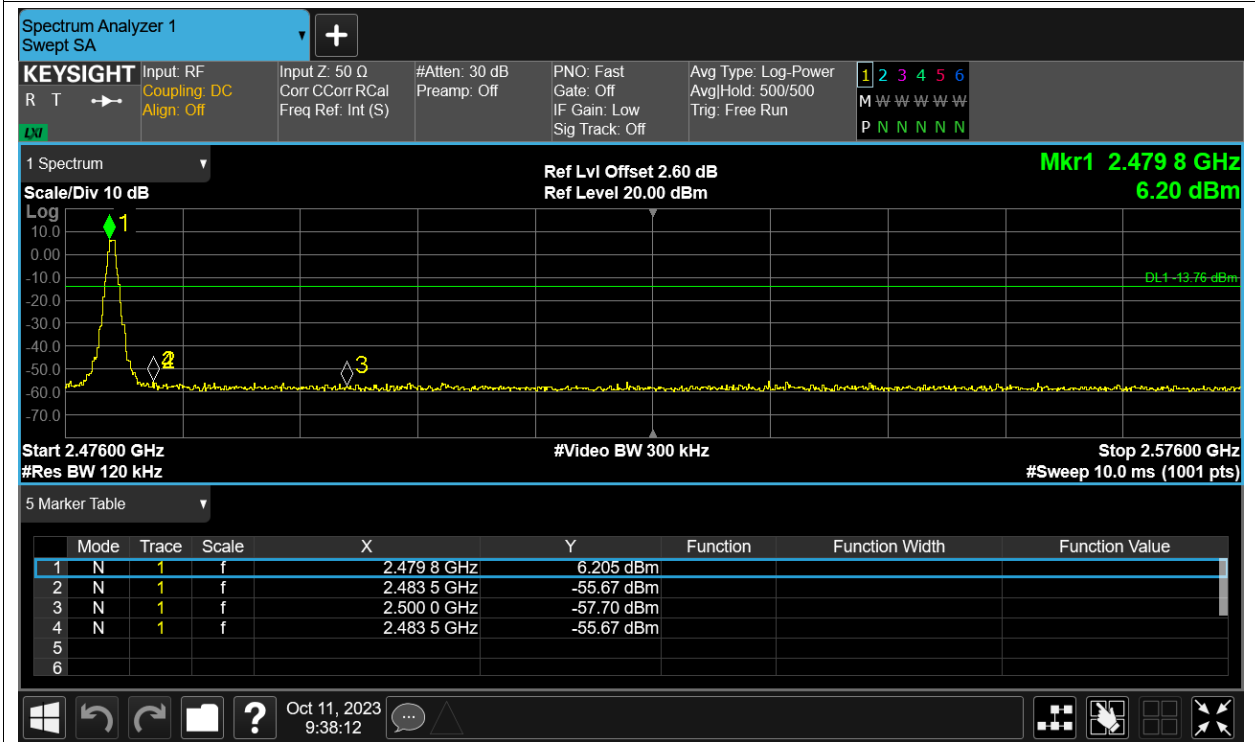 Spectrum Analyzer 1
Swept SA
+
KEYSIGHT Input: RF Input Z: 50 Ω #Atten: 30 dB PNO: Fast Avg Type: Log-Power 1 2 3 4 5 6
R T Coupling: DC Corr CCorr RCal Preamp: Off Gate: Off Avg|Hold: 500/500 M W W W W W
Align: Off Freq Ref: Int (S) IF Gain: Low Trig: Free Run
LXI Sig Track: Off P N N N N N
1 Spectrum Ref Lvl Offset 2.60 dB Mkr1 2.479 8 GHz
Scale/Div 10 dB Ref Level 20.00 dBm 6.20 dBm
Log
1
10.0
0.00
-10.0 DL1 -13.76 dBm
-20.0
-30.0
-40.0
2 3
-50.0
-60.0
-70.0
Start 2.47600 GHz #Video BW 300 kHz Stop 2.57600 GHz
#Res BW 120 kHz #Sweep 10.0 ms (1001 pts)
5 Marker Table
Mode Trace Scale X Y Function Function Width Function Value
1 N 1 f 2.479 8 GHz 6.205 dBm
2 N 1 f 2.483 5 GHz -55.67 dBm
3 N 1 f 2.500 0 GHz -57.70 dBm
4 N 1 f 2.483 5 GHz -55.67 dBm
5
6
? Oct 11, 2023
9:38:12